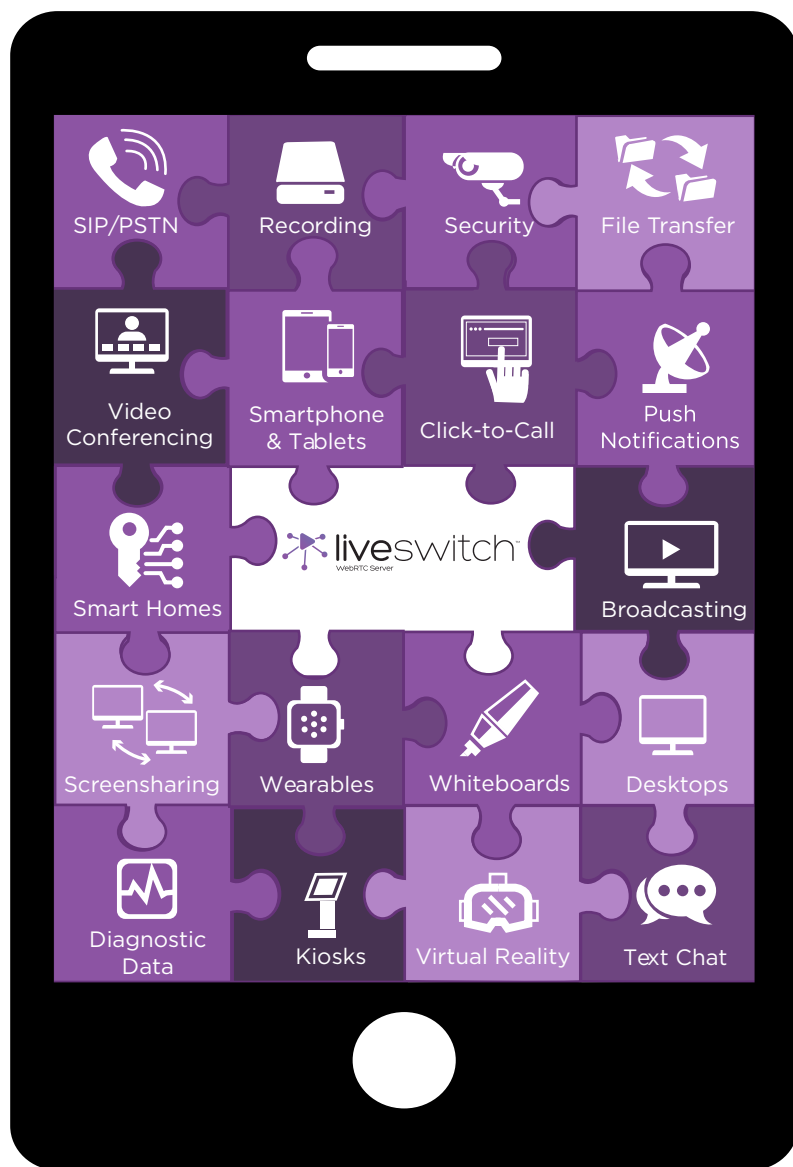 SIP/PSTN
Recording
Security
File Transfer
Video
Conferencing
Smartphone
& Tablets
Click-to-Call
Push
Notifications
Smart Homes
liveswitch™
WebRTC Server
Broadcasting
Screensharing
Wearables
Whiteboards
Desktops
Diagnostic
Data
Kiosks
Virtual Reality
Text Chat